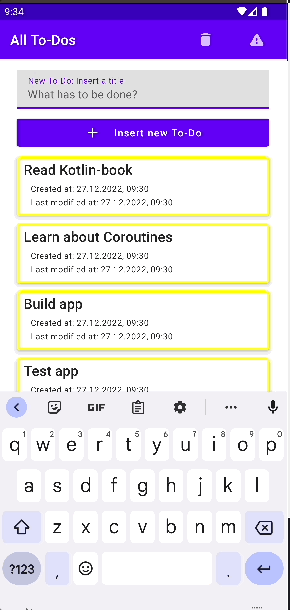 9:34
All To-Dos
New To-Do: Insert a title
What has to be done?
Insert new To-Do
Read Kotlin-book
Created at: 27.12.2022, 09:30
Last modified at: 27.12.2022, 09:30
Learn about Coroutines
Created at: 27.12.2022, 09:30
Last modified at: 27.12.2022, 09:30
Build app
Created at: 27.12.2022, 09:30
Last modified at: 27.12.2022, 09:30
Test app
Created at: 27.12.2022, 09:30
GIF
1 2 3 4 5 6 7 8 9 0
q w e r t y u i o p
a s d f g h j k l
z x c v b n m
?123 , .